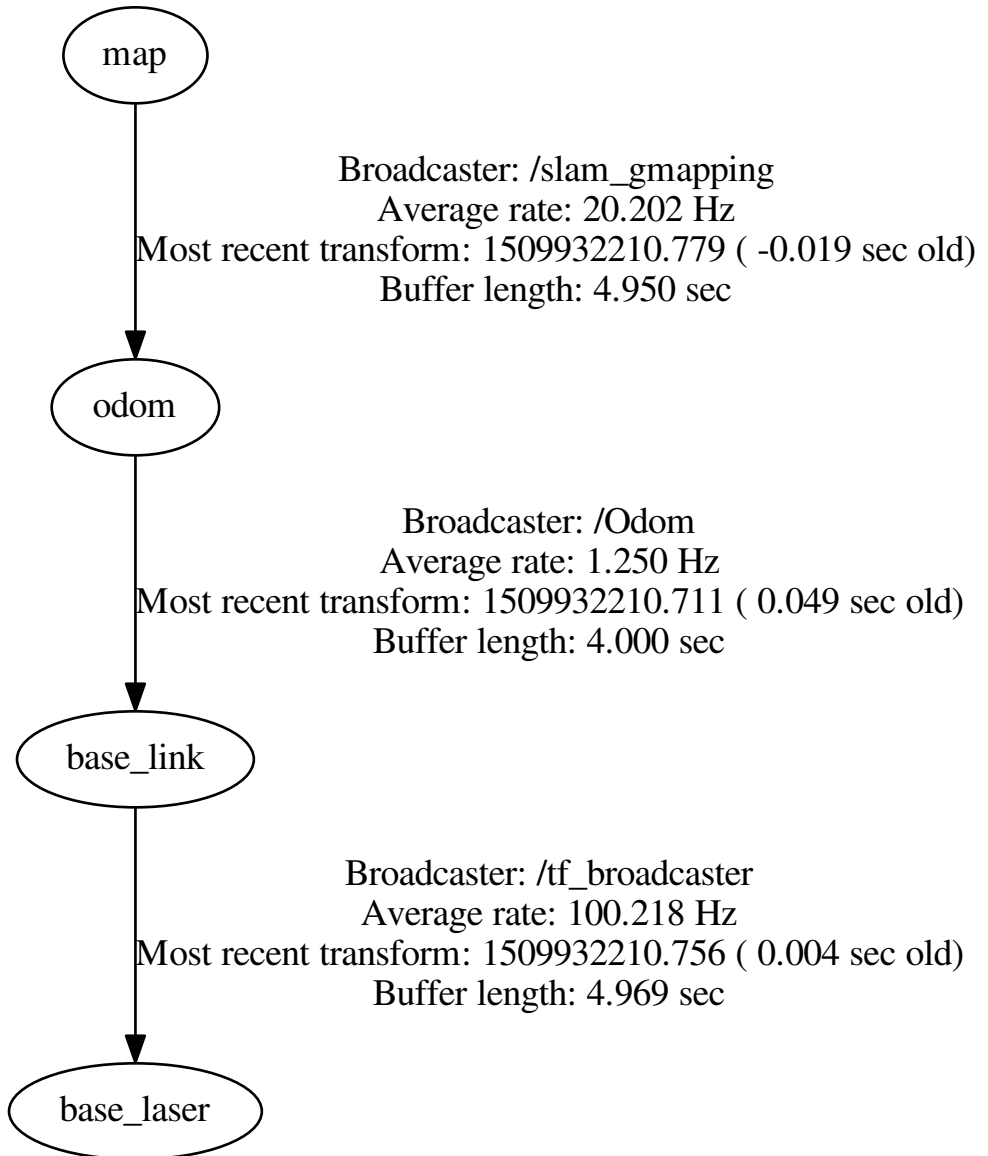 map
Broadcaster: /slam_gmapping
Average rate: 20.202 Hz
Most recent transform: 1509932210.779 ( -0.019 sec old)
Buffer length: 4.950 sec
odom
Broadcaster: /Odom
Average rate: 1.250 Hz
Most recent transform: 1509932210.711 ( 0.049 sec old)
Buffer length: 4.000 sec
base_link
Broadcaster: /tf_broadcaster
Average rate: 100.218 Hz
Most recent transform: 1509932210.756 ( 0.004 sec old)
Buffer length: 4.969 sec
base_laser